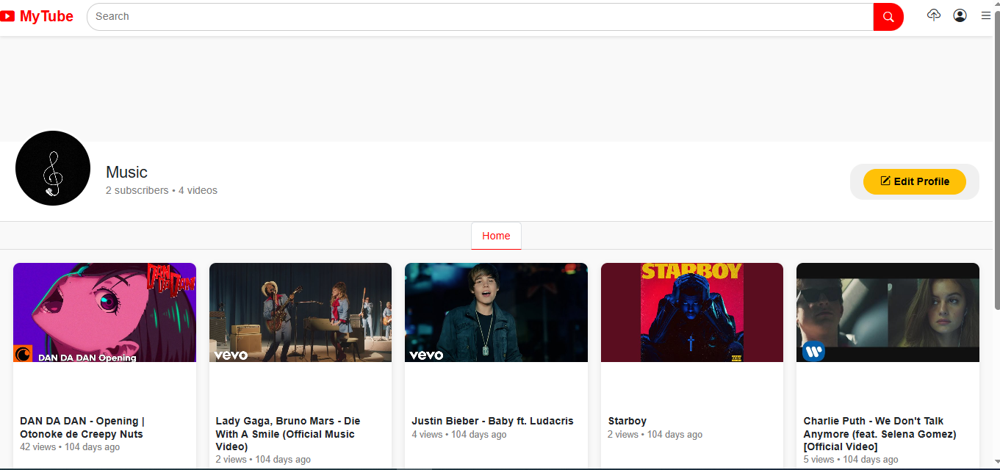 MyTube
Search
Music
2 subscribers • 4 videos
Edit Profile
Home
DAN DA DAN
DAN DA DAN Opening
vevo
vevo
STARBOY
DAN DA DAN - Opening |
Otonoke de Creepy Nuts
42 views • 104 days ago
Lady Gaga, Bruno Mars - Die
With A Smile (Official Music
Video)
2 views • 104 days ago
Justin Bieber - Baby ft. Ludacris
4 views • 104 days ago
Starboy
2 views • 104 days ago
Charlie Puth - We Don't Talk
Anymore (feat. Selena Gomez)
[Official Video]
5 views • 104 days ago